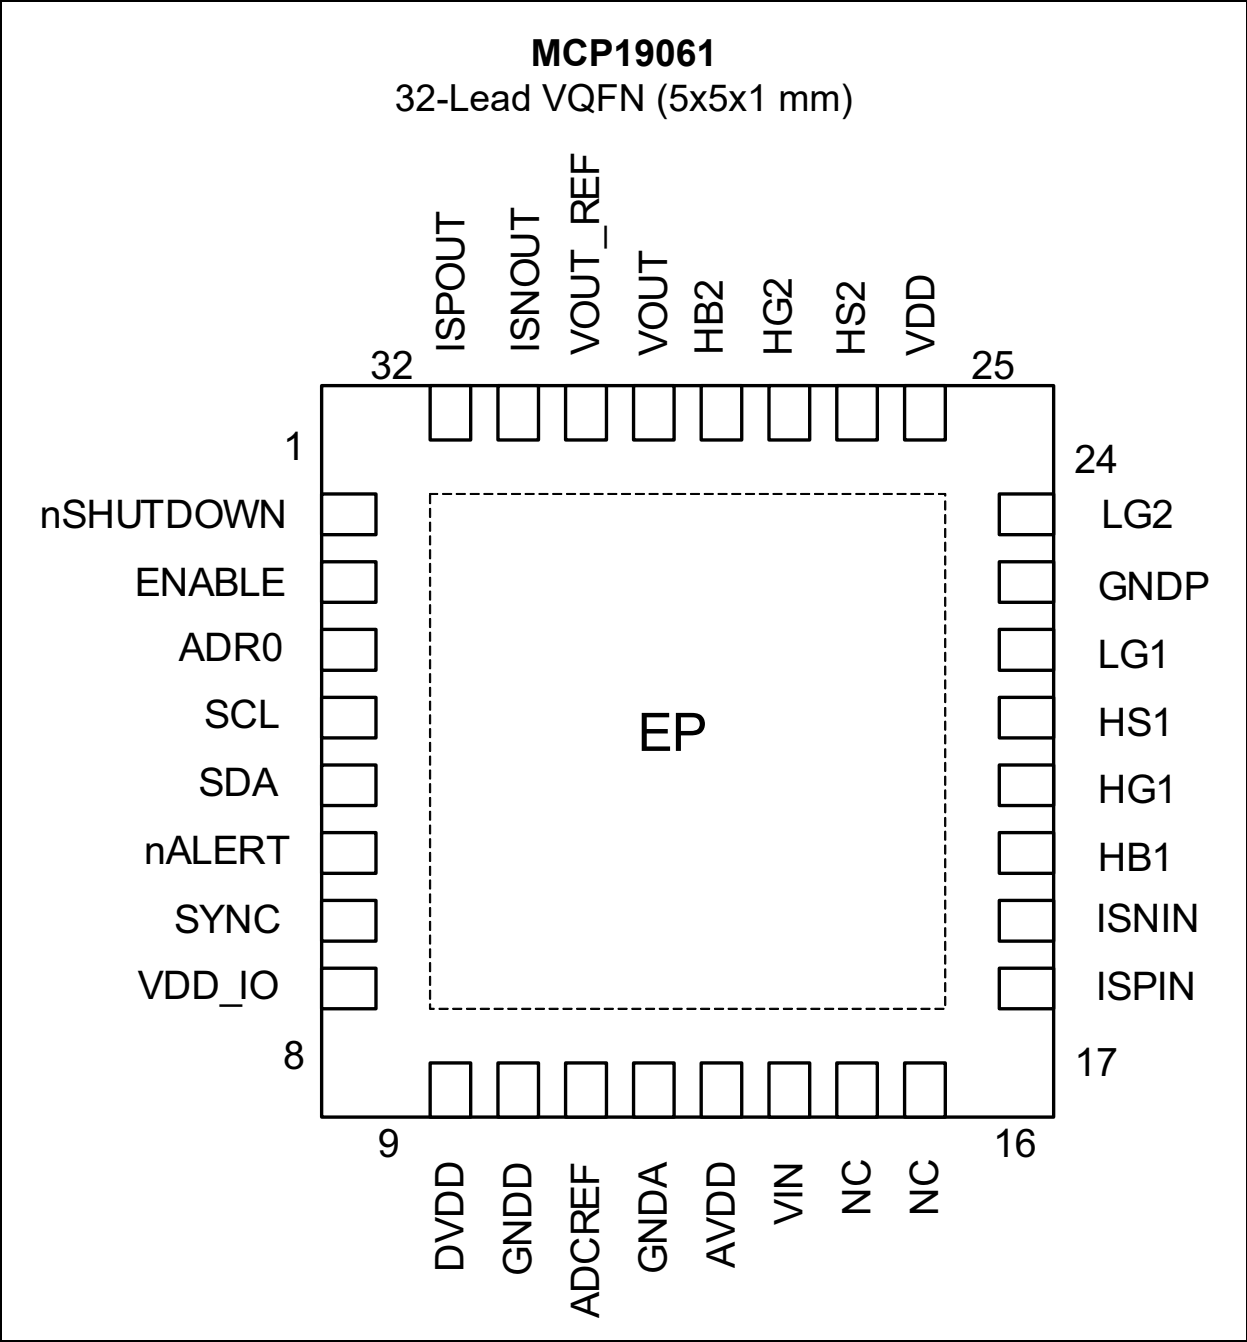 MCP19061
32-Lead VQFN (5x5x1 mm)
ISPOUT
ISNOUT
VOUT_REF
VOUT
HB2
HG2
HS2
VDD
32
25
1
24
nSHUTDOWN
LG2
ENABLE
GNDP
ADR0
LG1
SCL
HS1
EP
SDA
HG1
nALERT
HB1
SYNC
ISNIN
VDD_IO
ISPIN
8
17
9
16
DVDD
GNDD
ADCREF
GNDA
AVDD
VIN
NC
NC